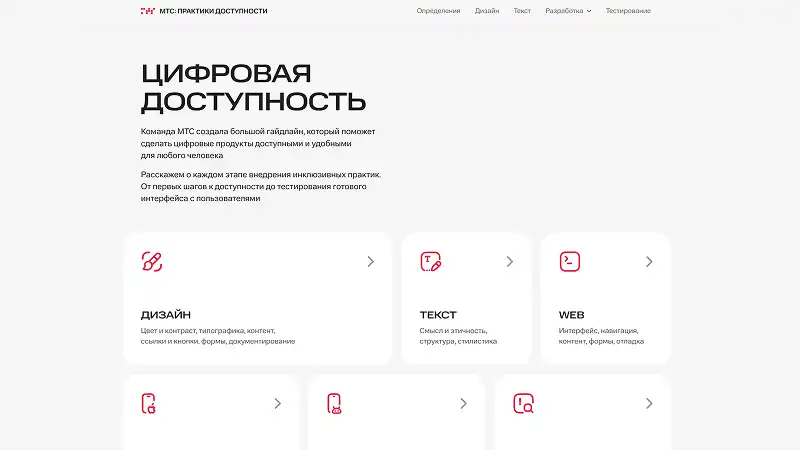 МТС: ПРАКТИКИ ДОСТУПНОСТИ
Определения Дизайн Текст Разработка Тестирование
ЦИФРОВАЯ
ДОСТУПНОСТЬ
Команда МТС создала большой гайдлайн, который поможет
сделать цифровые продукты доступными и удобными
для любого человека
Расскажем о каждом этапе внедрения инклюзивных практик.
От первых шагов к доступности до тестирования готового
интерфейса с пользователями
ДИЗАЙН
Цвет и контраст, типографика, контент,
ссылки и кнопки, формы, документирование
ТЕКСТ
Смысл и этичность,
структура, стилистика
WEB
Интерфейс, навигация,
контент, формы, отладка